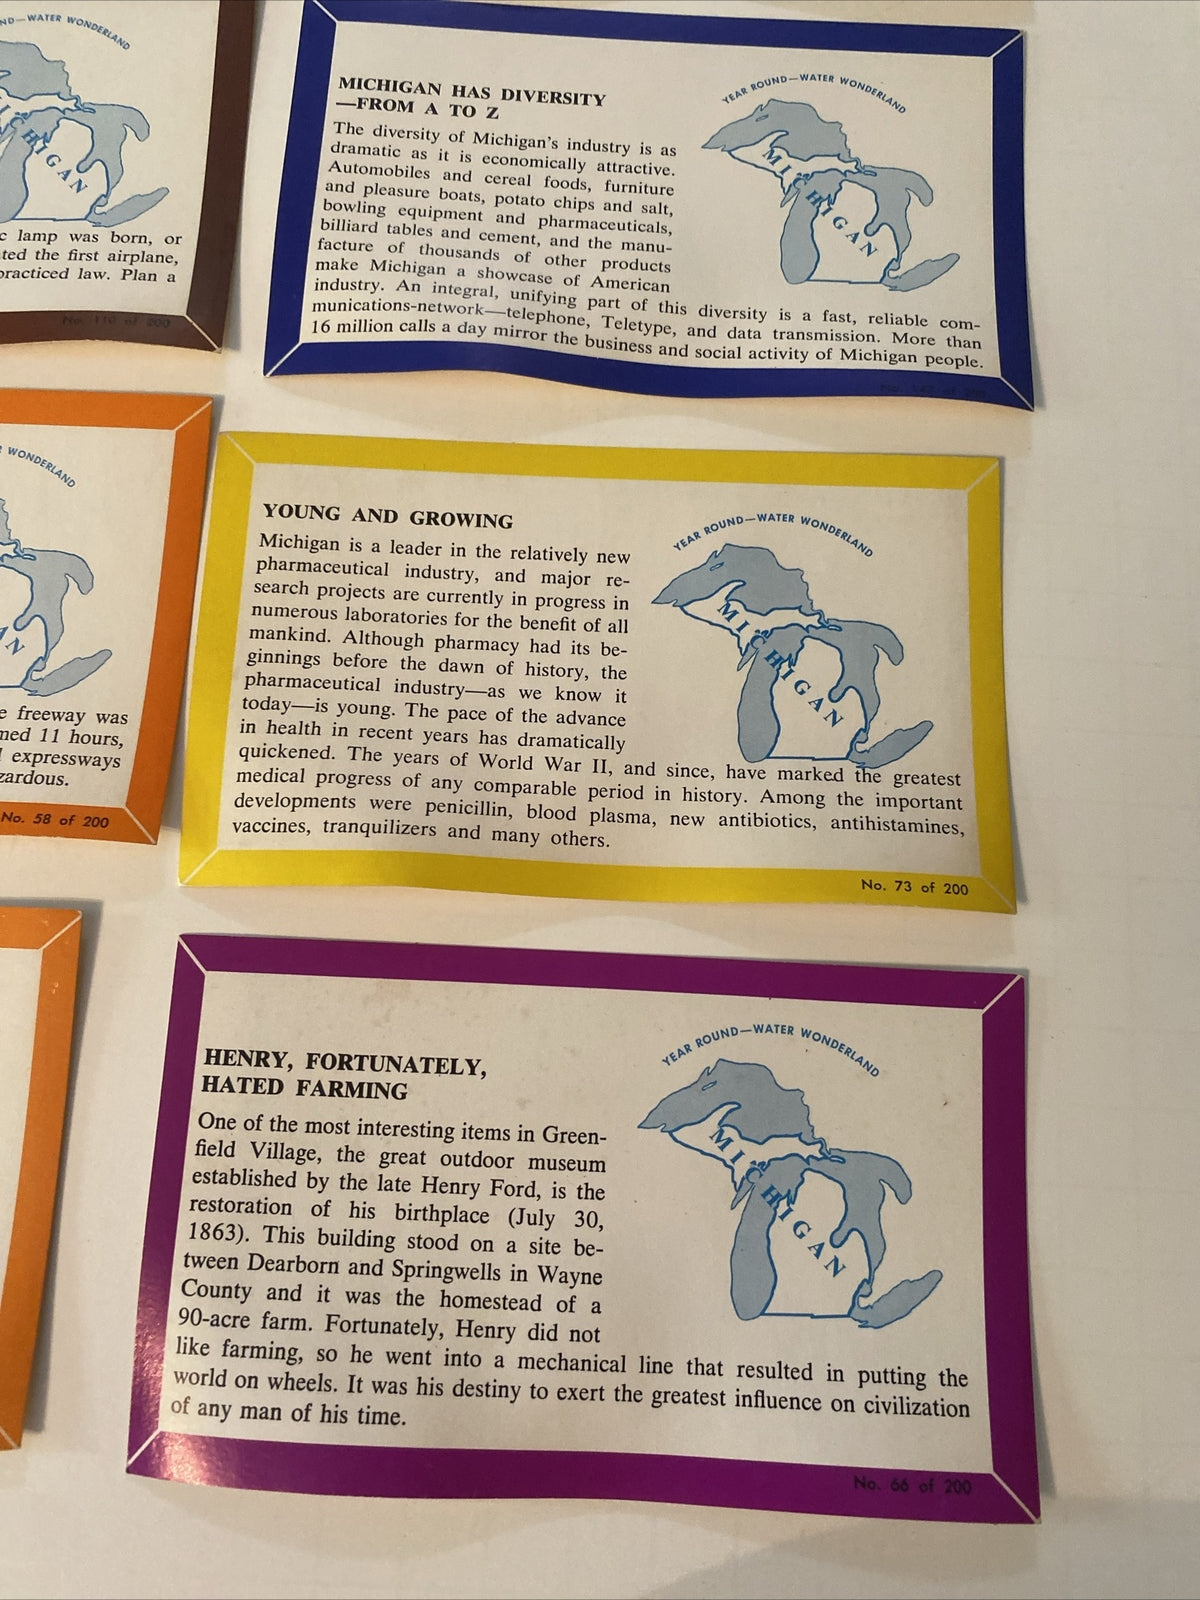 ND—WATER WONDERLAND
MICHIGAN
c lamp was born, or
ted the first airplane,
practiced law. Plan a
No. 110 of 200
WONDERLAND
AN
e freeway was
ned 11 hours,
expressways
zardous.
No. 58 of 200
MICHIGAN HAS DIVERSITY
—FROM A TO Z
The diversity of Michigan's industry is as
dramatic as it is economically attractive.
Automobiles and cereal foods, furniture
and pleasure boats, potato chips and salt,
bowling equipment and pharmaceuticals,
billiard tables and cement, and the manu-
facture of thousands of other products
make Michigan a showcase of American
industry. An integral, unifying part of this diversity is a fast, reliable com-
munications-network—telephone, Teletype, and data transmission. More than
16 million calls a day mirror the business and social activity of Michigan people.
YEAR ROUND—WATER WONDERLAND
MICHIGAN
YOUNG AND GROWING
Michigan is a leader in the relatively new
pharmaceutical industry, and major re-
search projects are currently in progress in
numerous laboratories for the benefit of all
mankind. Although pharmacy had its be-
ginnings before the dawn of history, the
pharmaceutical industry—as we know it
today—is young. The pace of the advance
in health in recent years has dramatically
quickened. The years of World War II, and since, have marked the greatest
medical progress of any comparable period in history. Among the important
developments were penicillin, blood plasma, new antibiotics, antihistamines,
vaccines, tranquilizers and many others.
YEAR ROUND—WATER WONDERLAND
MICHIGAN
No. 73 of 200
HENRY, FORTUNATELY,
HATED FARMING
One of the most interesting items in Green-
field Village, the great outdoor museum
established by the late Henry Ford, is the
restoration of his birthplace (July 30,
1863). This building stood on a site be-
tween Dearborn and Springwells in Wayne
County and it was the homestead of a
90-acre farm. Fortunately, Henry did not
like farming, so he went into a mechanical line that resulted in putting the
world on wheels. It was his destiny to exert the greatest influence on civilization
of any man of his time.
YEAR ROUND—WATER WONDERLAND
MICHIGAN
No. 66 of 200